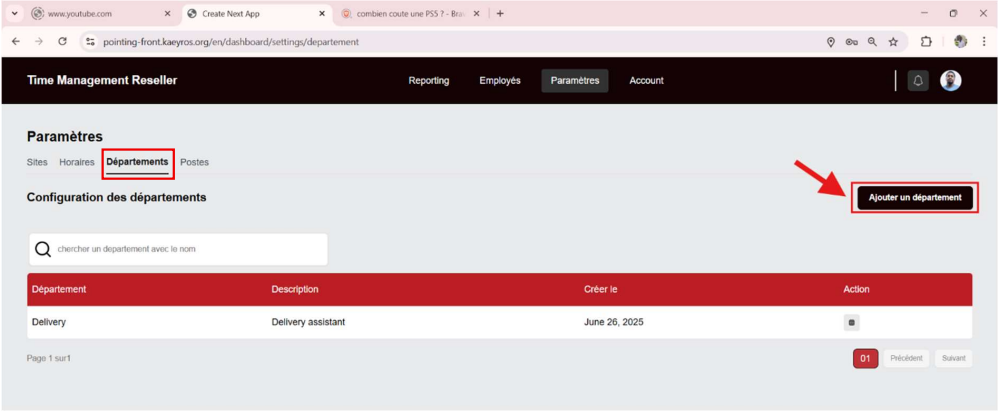 www.youtube.com
Create Next App
combien coute une PS5 ? - Bra
pointing-front.kaeyros.org/en/dashboard/settings/departement
Time Management Reseller
Reporting
Employés
Paramètres
Account
Paramètres
Sites
Horaires
Départements
Postes
Configuration des départements
Ajouter un département
chercher un departement avec le nom
Département
Description
Créer le
Action
Delivery
Delivery assistant
June 26, 2025
Page 1 sur1
01
Précédent
Suivant